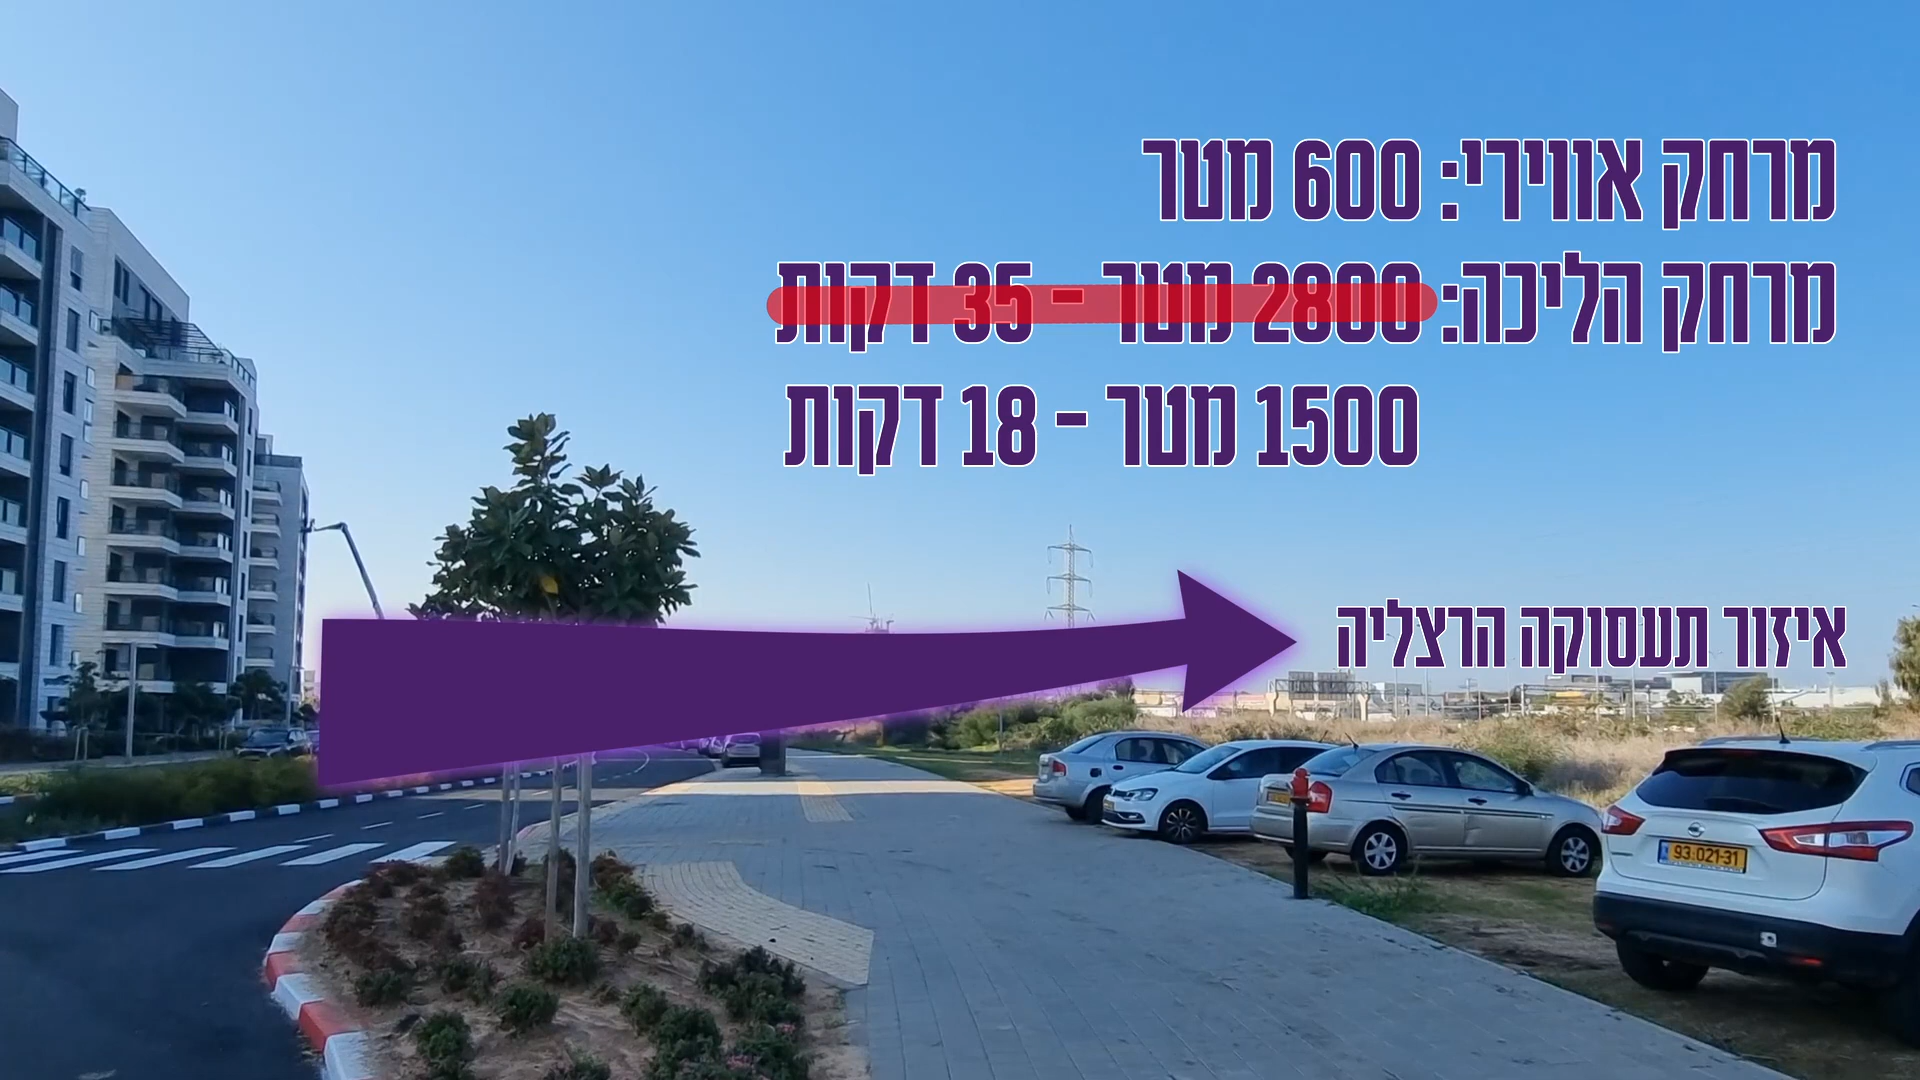 מרחק אווירי: 600 מטר
מרחק הליכה: 2800 מטר - 35 דקות
1500 מטר - 18 דקות
איזור תעסוקה הרצליה
93·021·31